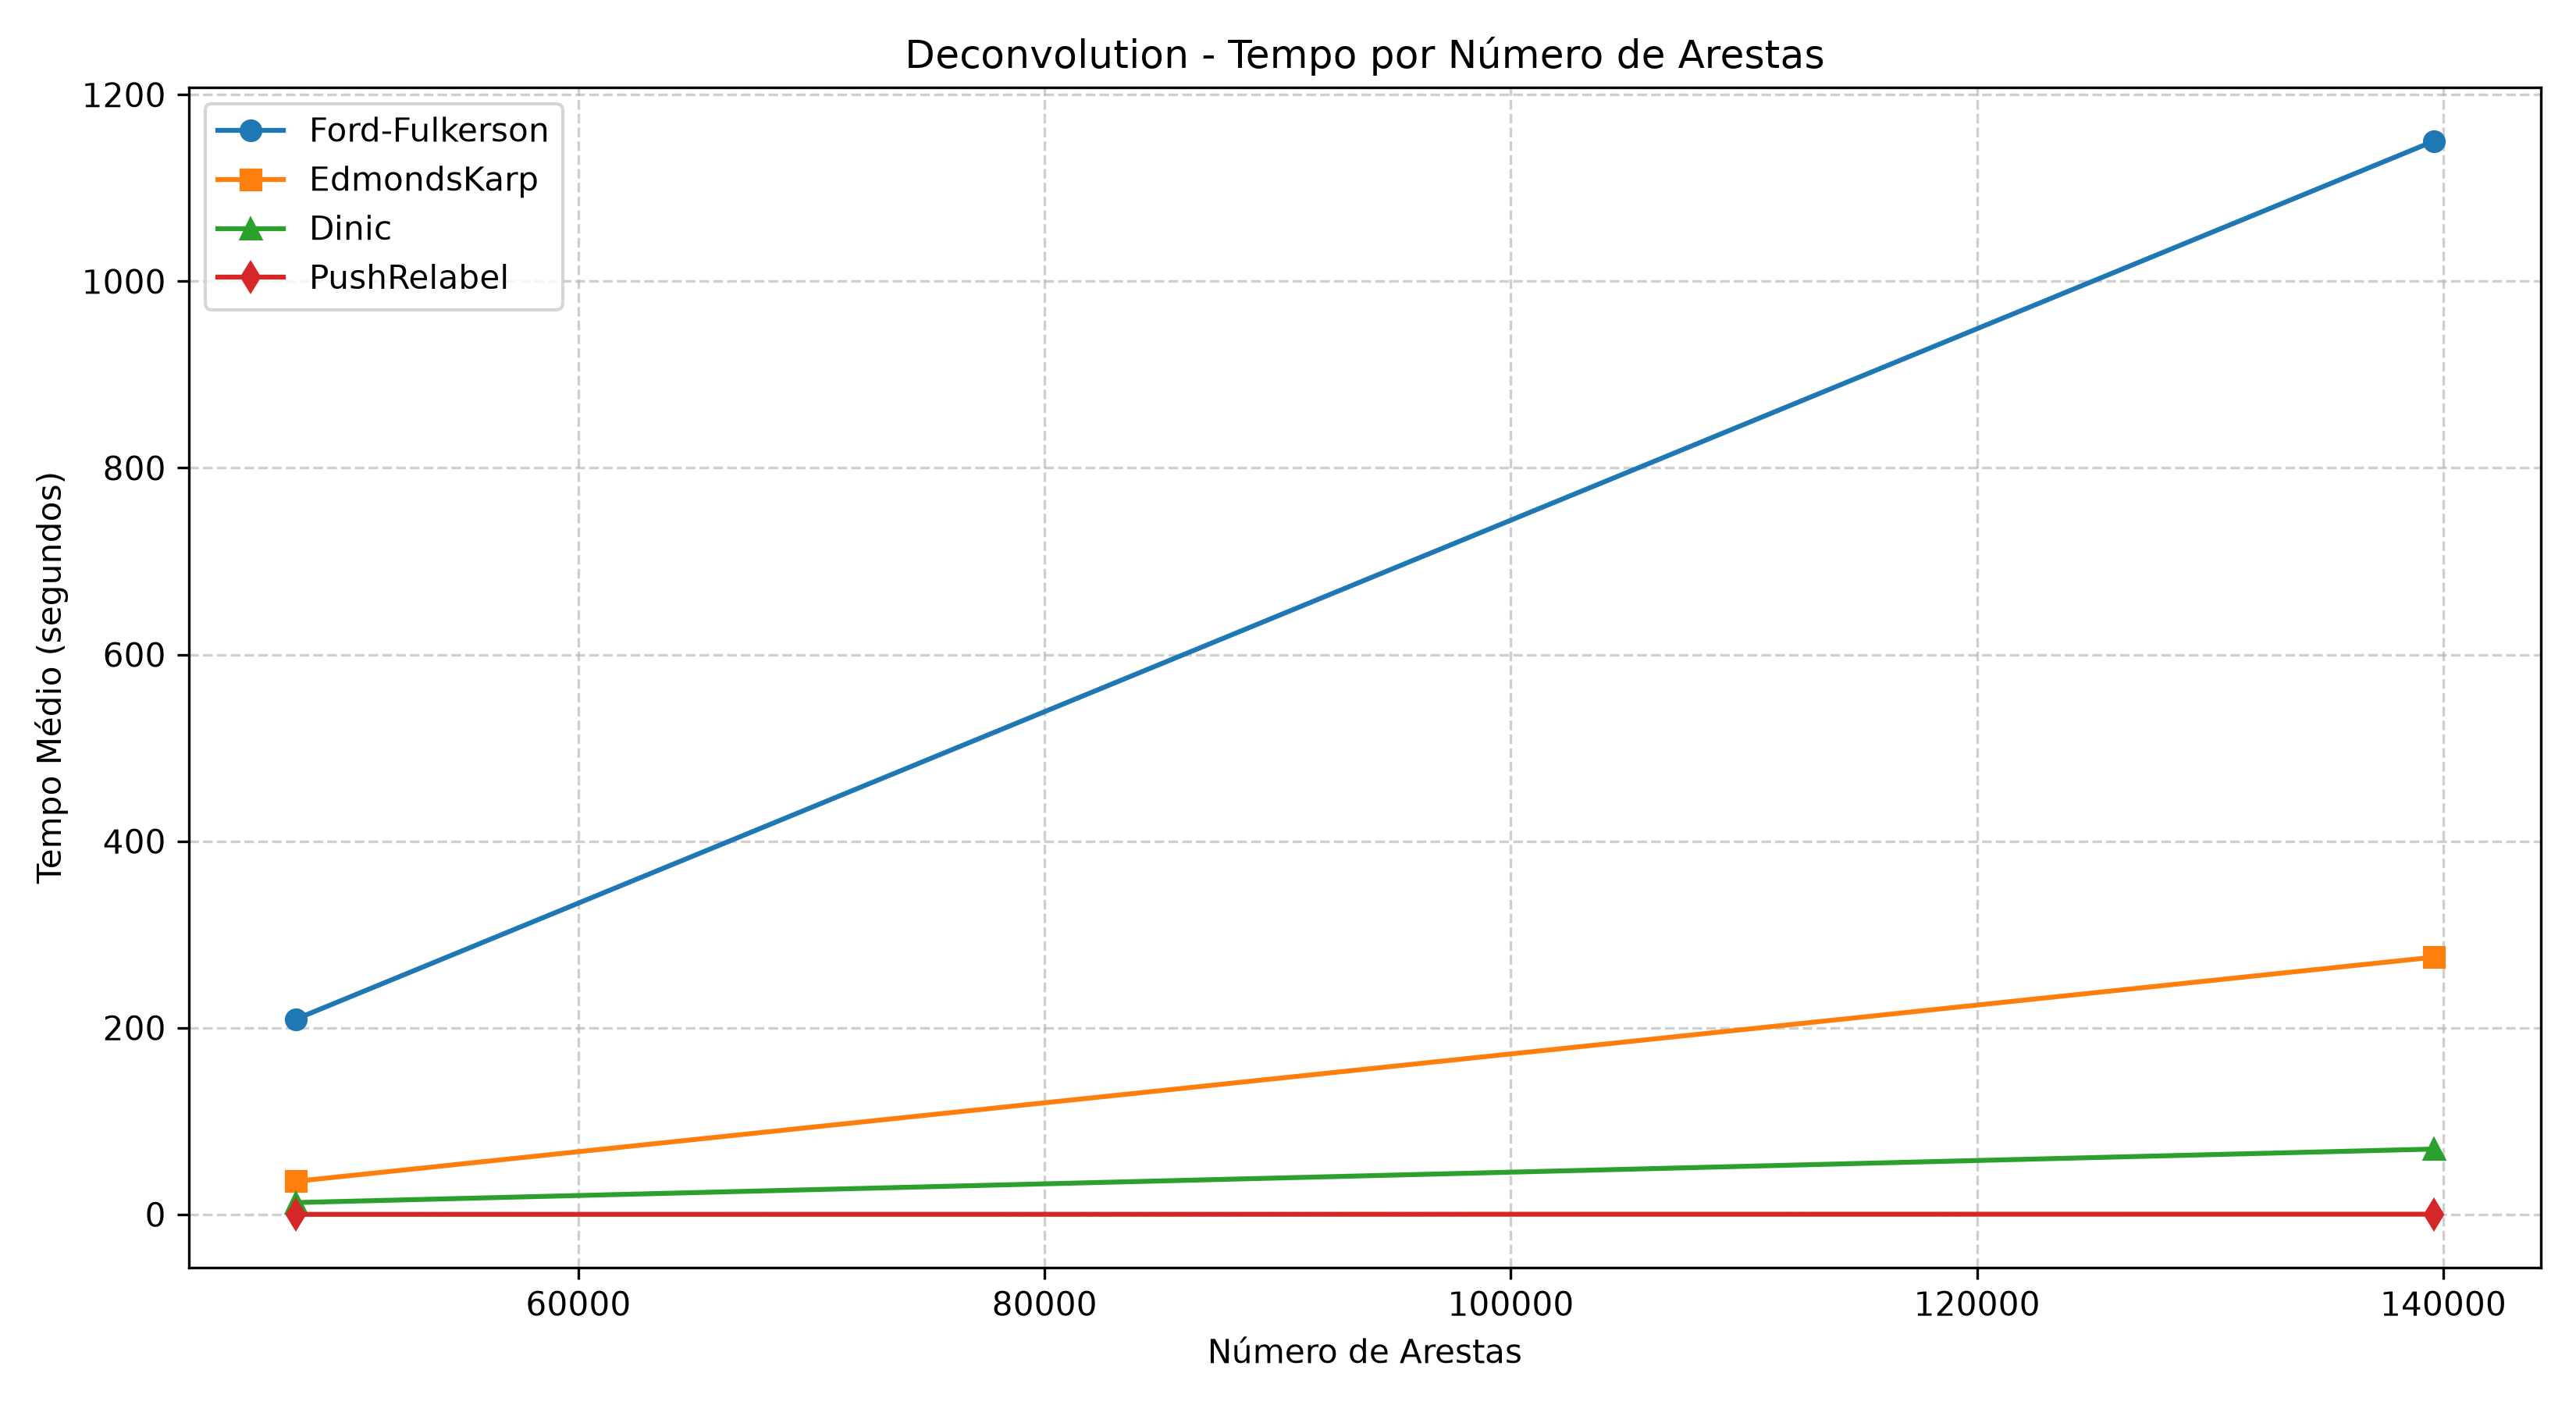 Deconvolution - Tempo por Número de Arestas
1200
1000
800
600
400
200
0
Tempo Médio (segundos)
Ford-Fulkerson
EdmondsKarp
Dinic
PushRelabel
60000
80000
100000
120000
140000
Número de Arestas